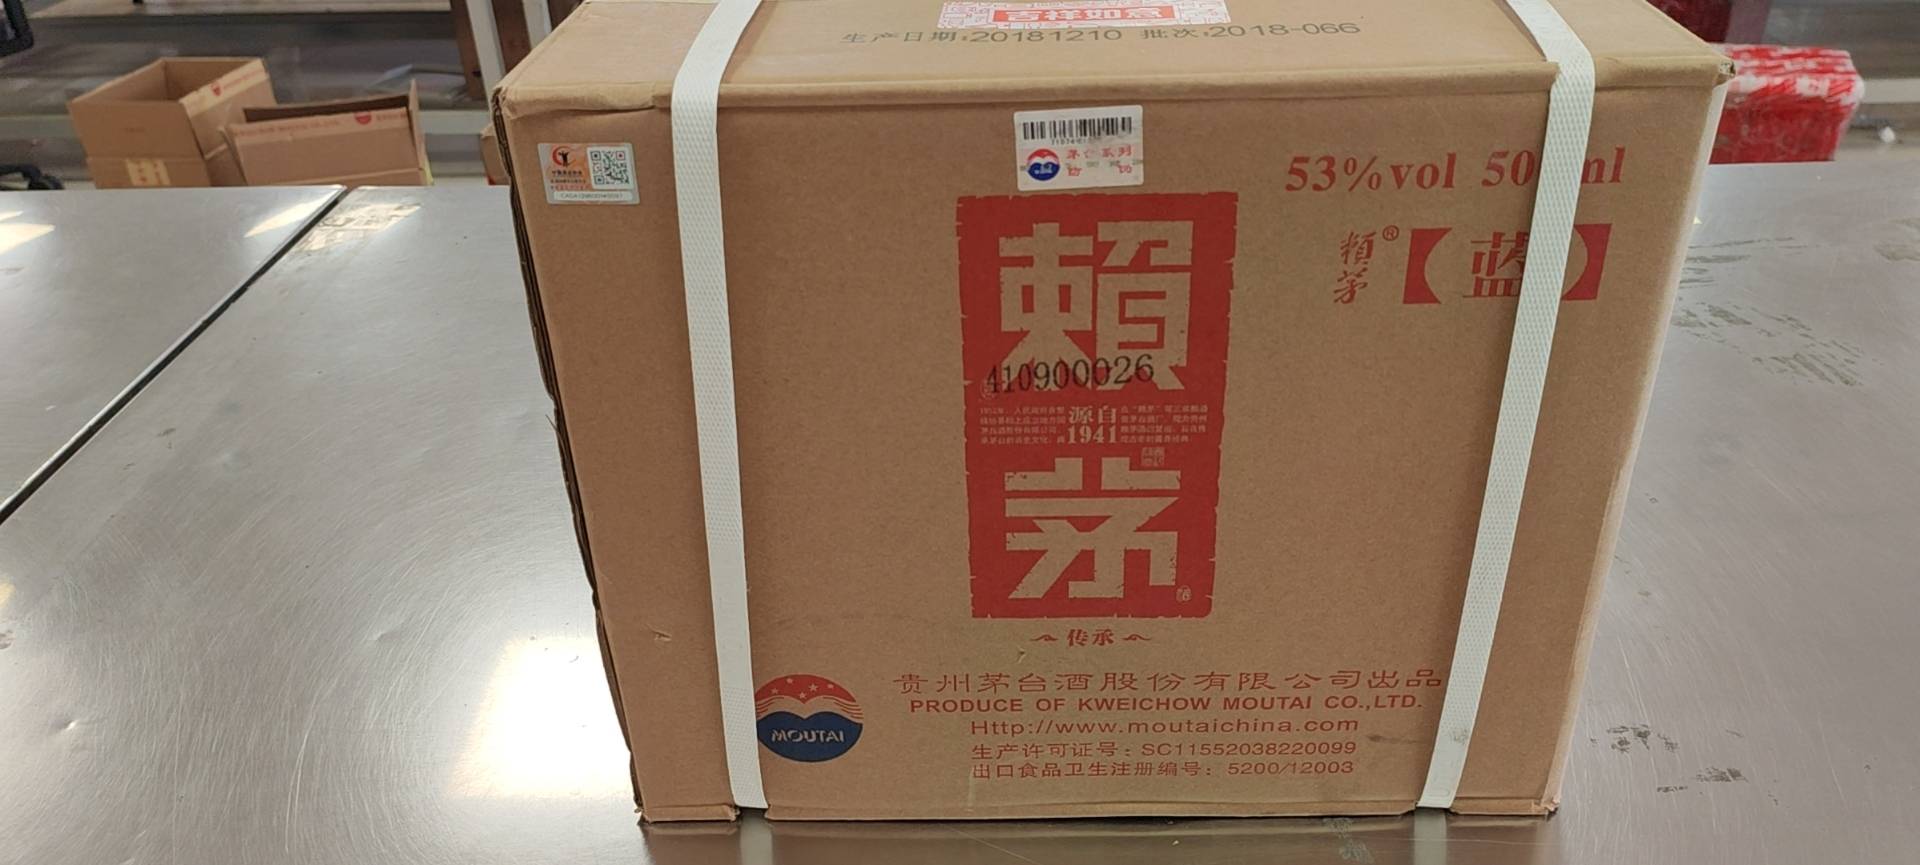 吉祥如意
生产日期:20181210 批次:2018-066
茅 系列
53%vol 50 ml
賴茅® 【蓝】
賴
410900026
源自
1941
茅
传承
贵州茅台酒股份有限公司出品
PRODUCE OF KWEICHOW MOUTAI CO.,LTD.
Http://www.moutaichina.com
MOUTAI
生产许可证号：SC11552038220099
出口食品卫生注册编号：5200/12003